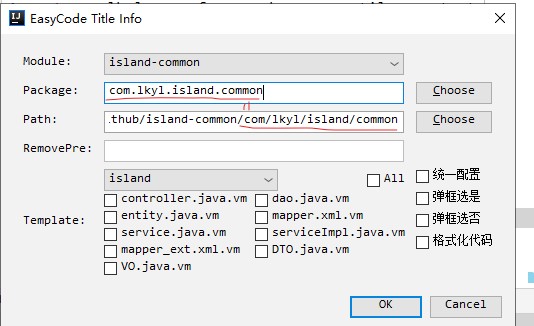 EasyCode Title Info
Module: island-common
Package: com.lkyl.island.common Choose
Path: .thub/island-common/com/lkyl/island/common Choose
RemovePre:
island All 统一配置
controller.java.vm dao.java.vm 弹框选是
entity.java.vm mapper.xml.vm
Template: service.java.vm serviceImpl.java.vm 弹框选否
mapper_ext.xml.vm DTO.java.vm 格式化代码
VO.java.vm
OK Cancel